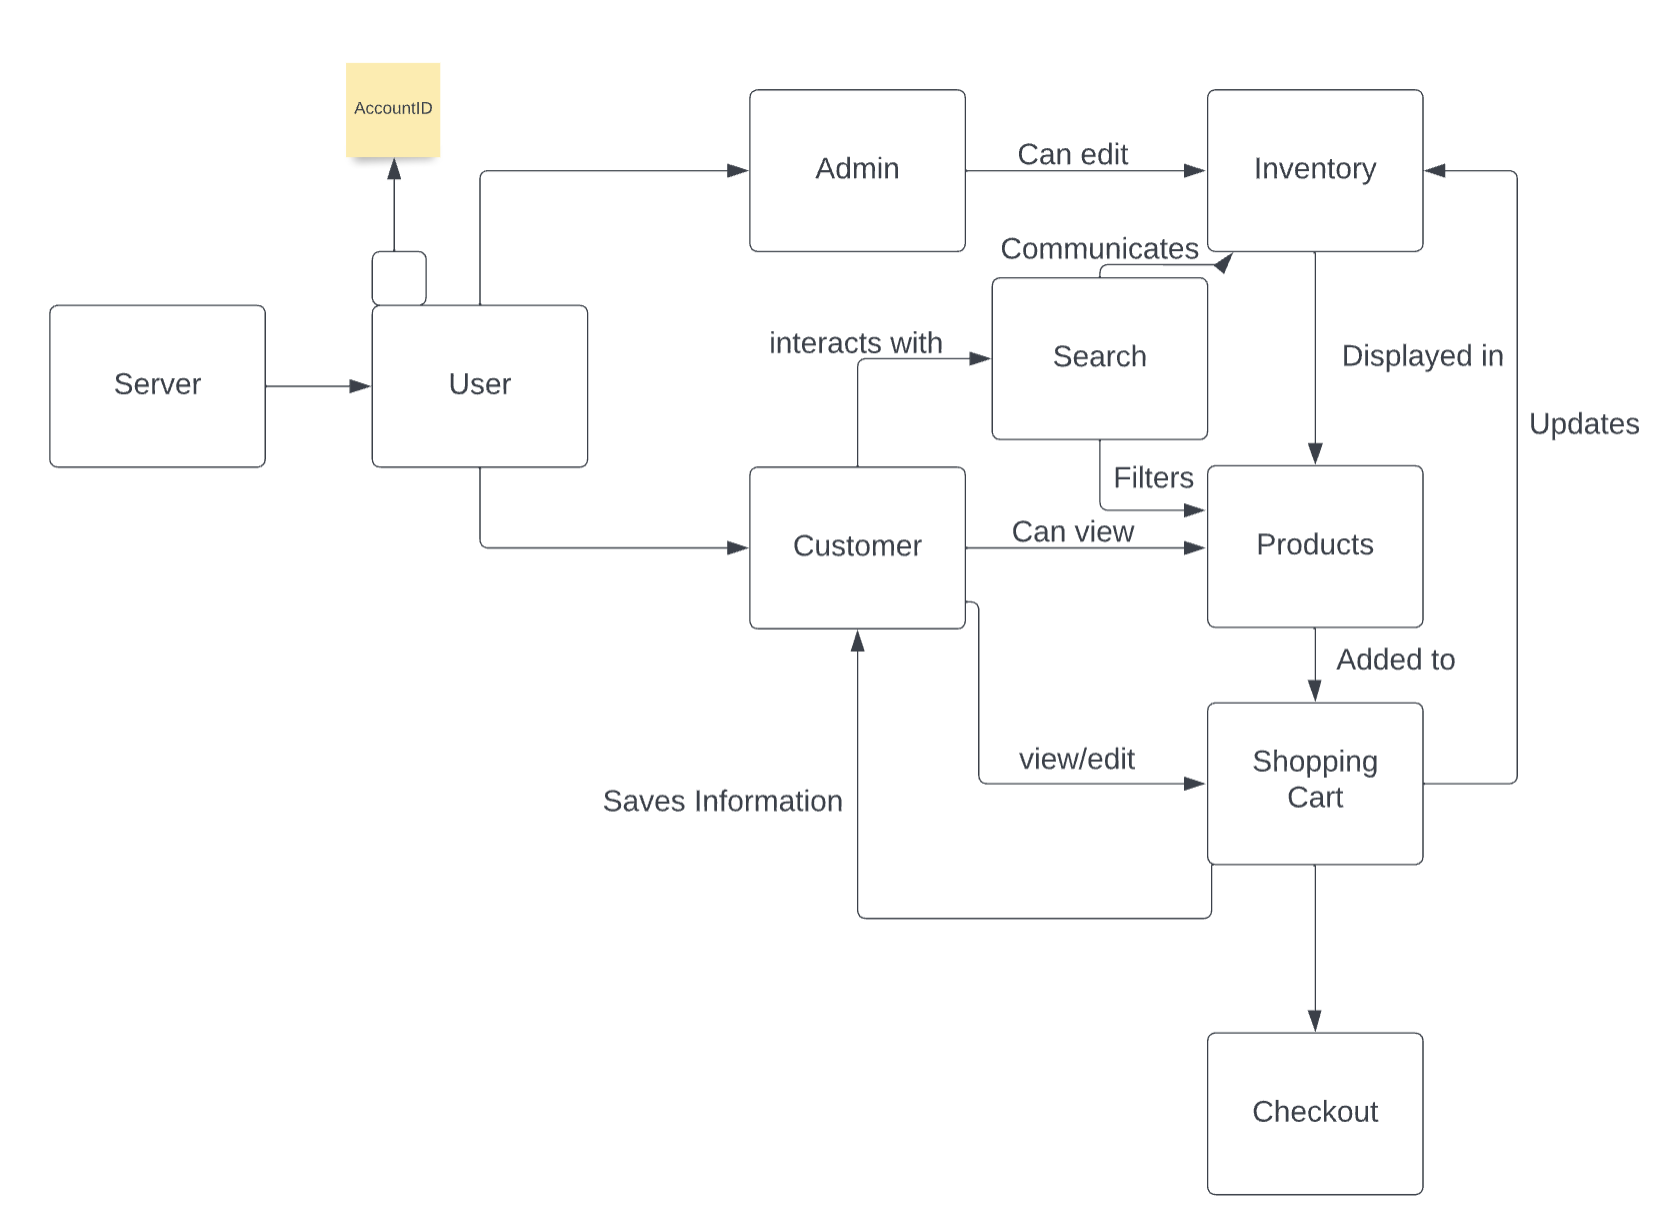 AccountID
Admin
Can edit
Inventory
Communicates
Server
User
interacts with
Search
Displayed in
Updates
Filters
Customer
Can view
Products
Added to
view/edit
Shopping
Cart
Saves Information
Checkout